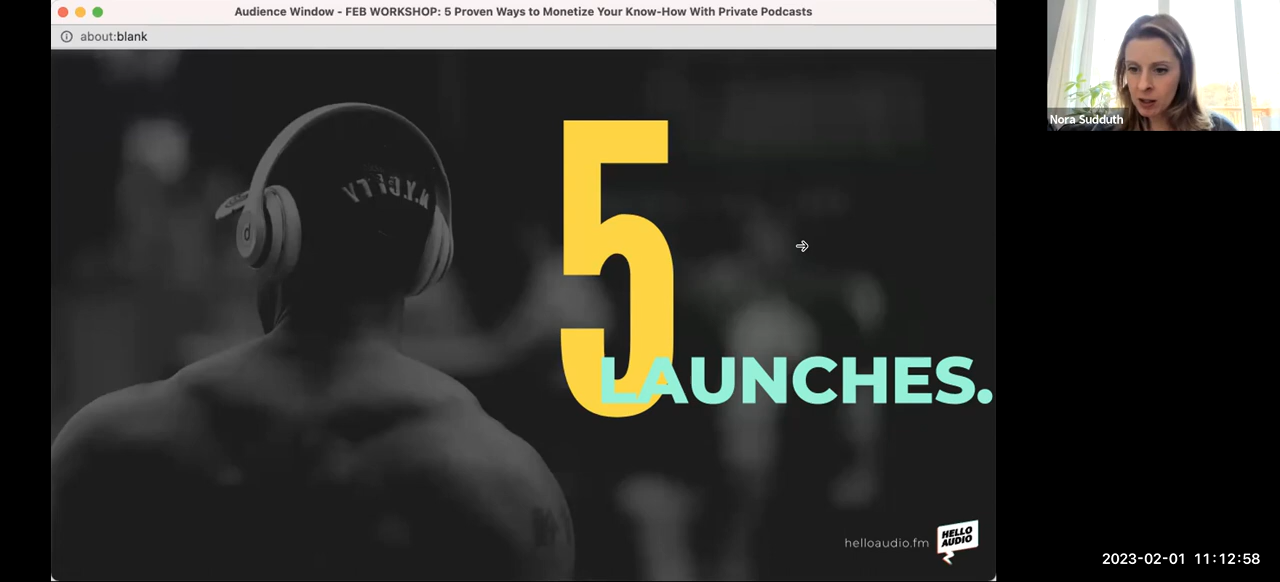 Audience Window - FEB WORKSHOP: 5 Proven Ways to Monetize Your Know-How With Private Podcasts
about:blank
Nora Sudduth
N.Y.CITY
d
5
LAUNCHES.
helloaudio.fm
HELLO
AUDIO
2023-02-01 11:12:58